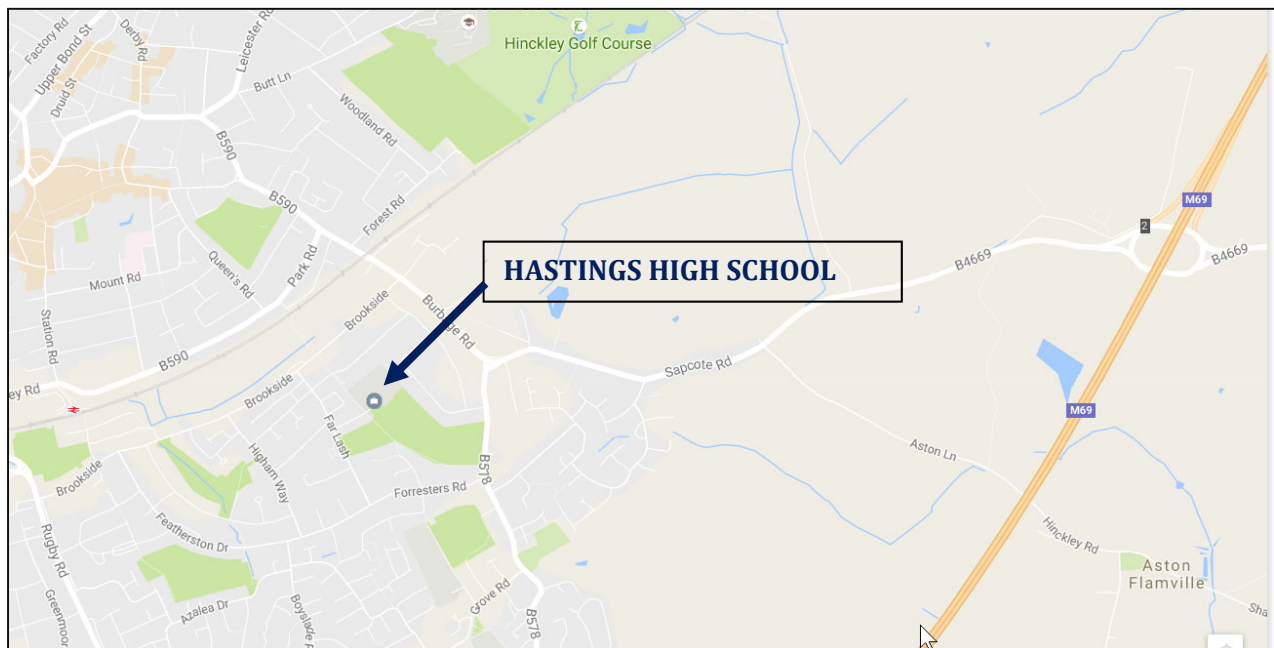 Factory Rd
Upper Bond St
Druid St
Derby Rd
Leicester Rd
Butt Ln
Hinckley Golf Course
Woodland Rd
B590
B590
Forest Rd
M69
2
B4669
B4669
HASTINGS HIGH SCHOOL
Queen's Rd
Park Rd
Mount Rd
Station Rd
Brookside
Burbage Rd
B590
Sapcote Rd
ey Rd
Brookside
M69
Far Lash
Aston Ln
Higham Way
B578
Brookside
Forresters Rd
Featherston Dr
Rugby Rd
Hinckley Rd
Aston
Flamville
Grove Rd
Azalea Dr
Greenmoor
Boyslade R
B578
Sha